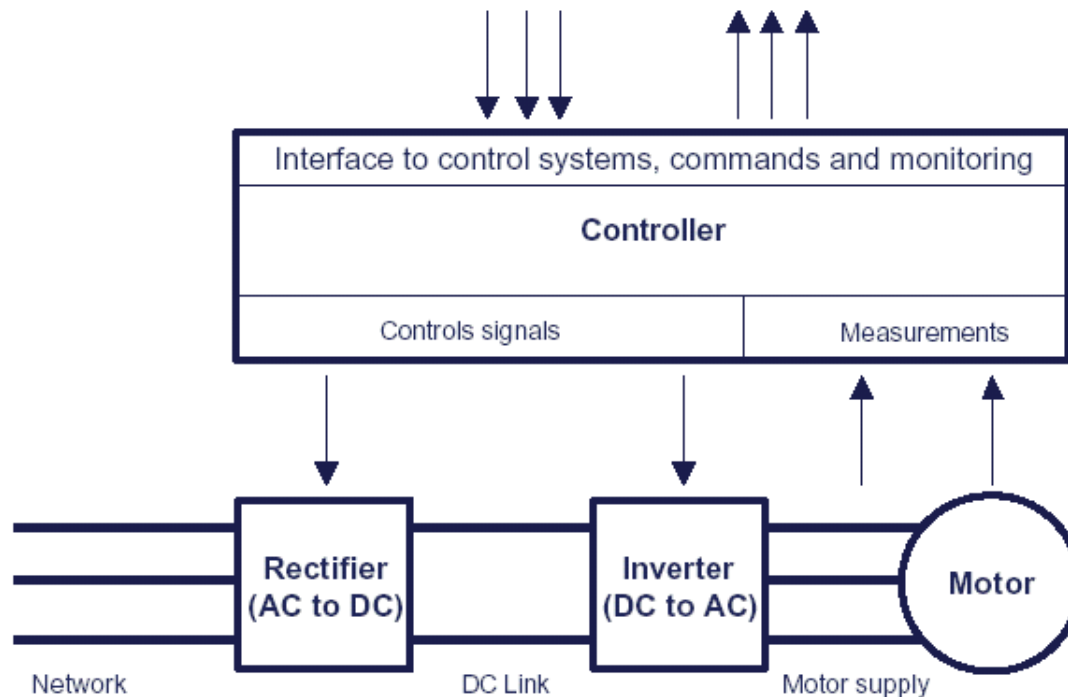 Interface to control systems, commands and monitoring
Controller
Controls signals
Measurements
Rectifier
(AC to DC)
Inverter
(DC to AC)
Motor
Network
DC Link
Motor supply